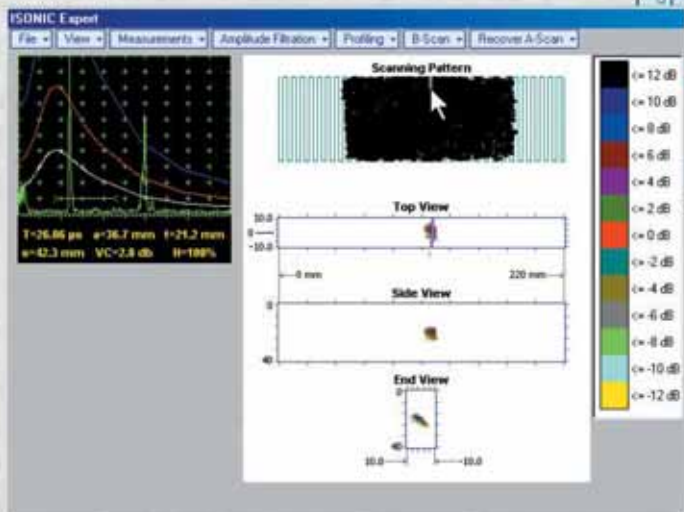 ISONIC Expert
File View Measurements Amplitude Filtration Profiling B-Scan Recover A-Scan
Scanning Pattern
T=26.06 µs a=36.7 mm t=21.2 mm
s=42.3 mm VC=2.8 db H=100%
Top View
10.0
0
-10.0
0 mm 220 mm
Side View
0
40
End View
0
40
10.0 -10.0
<= 12 dB
<= 10 dB
<= 8 dB
<= 6 dB
<= 4 dB
<= 2 dB
<= 0 dB
<= -2 dB
<= -4 dB
<= -6 dB
<= -8 dB
<= -10 dB
<= -12 dB